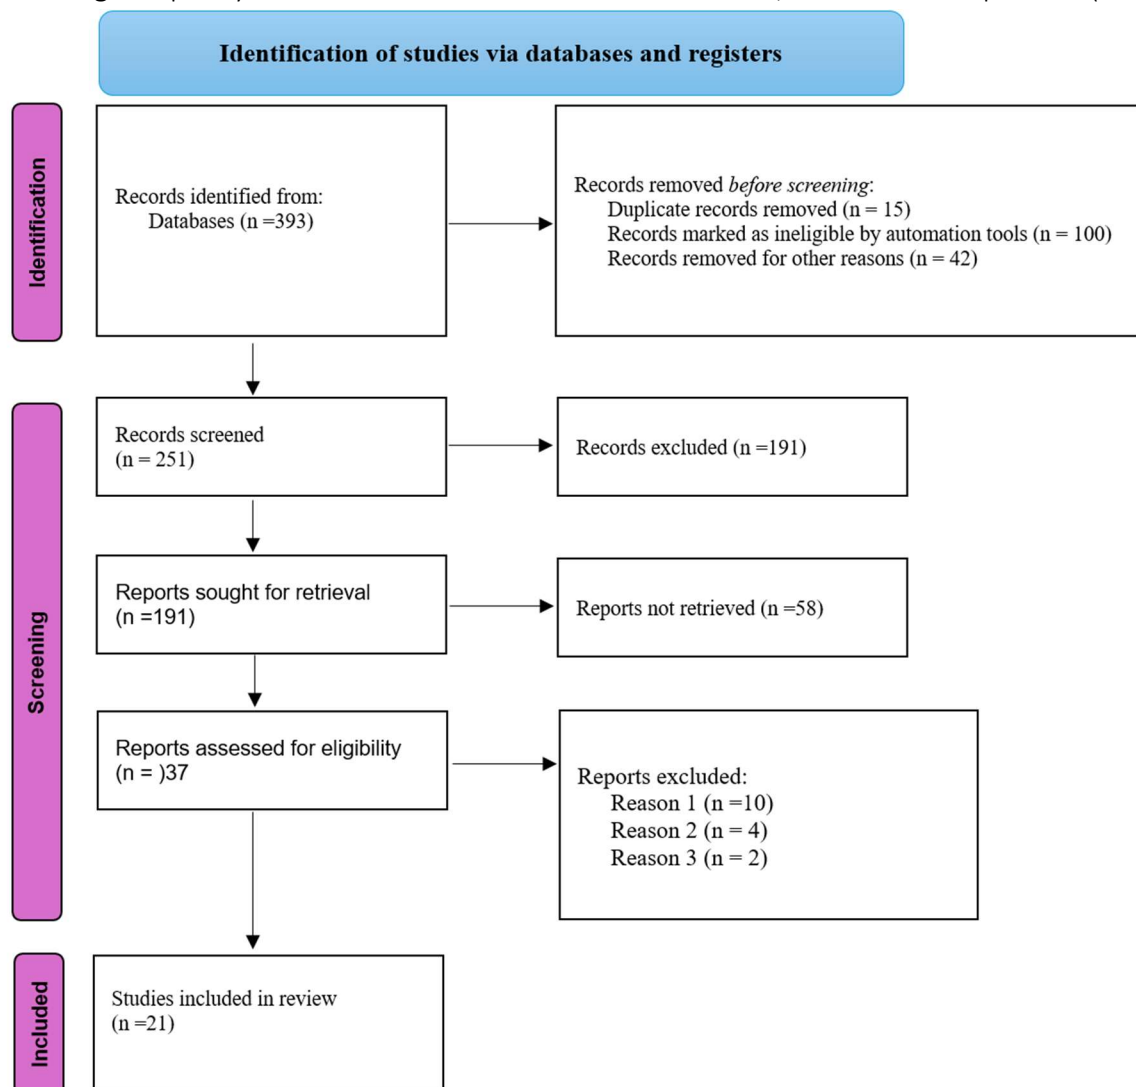 Identification of studies via databases and registers
Identification
Records identified from:
Databases (n =393)
Records removed before screening:
Duplicate records removed (n = 15)
Records marked as ineligible by automation tools (n = 100)
Records removed for other reasons (n = 42)
Screening
Records screened
(n = 251)
Records excluded (n =191)
Reports sought for retrieval
(n =191)
Reports not retrieved (n =58)
Reports assessed for eligibility
(n = )37
Reports excluded:
Reason 1 (n =10)
Reason 2 (n = 4)
Reason 3 (n = 2)
Included
Studies included in review
(n =21)